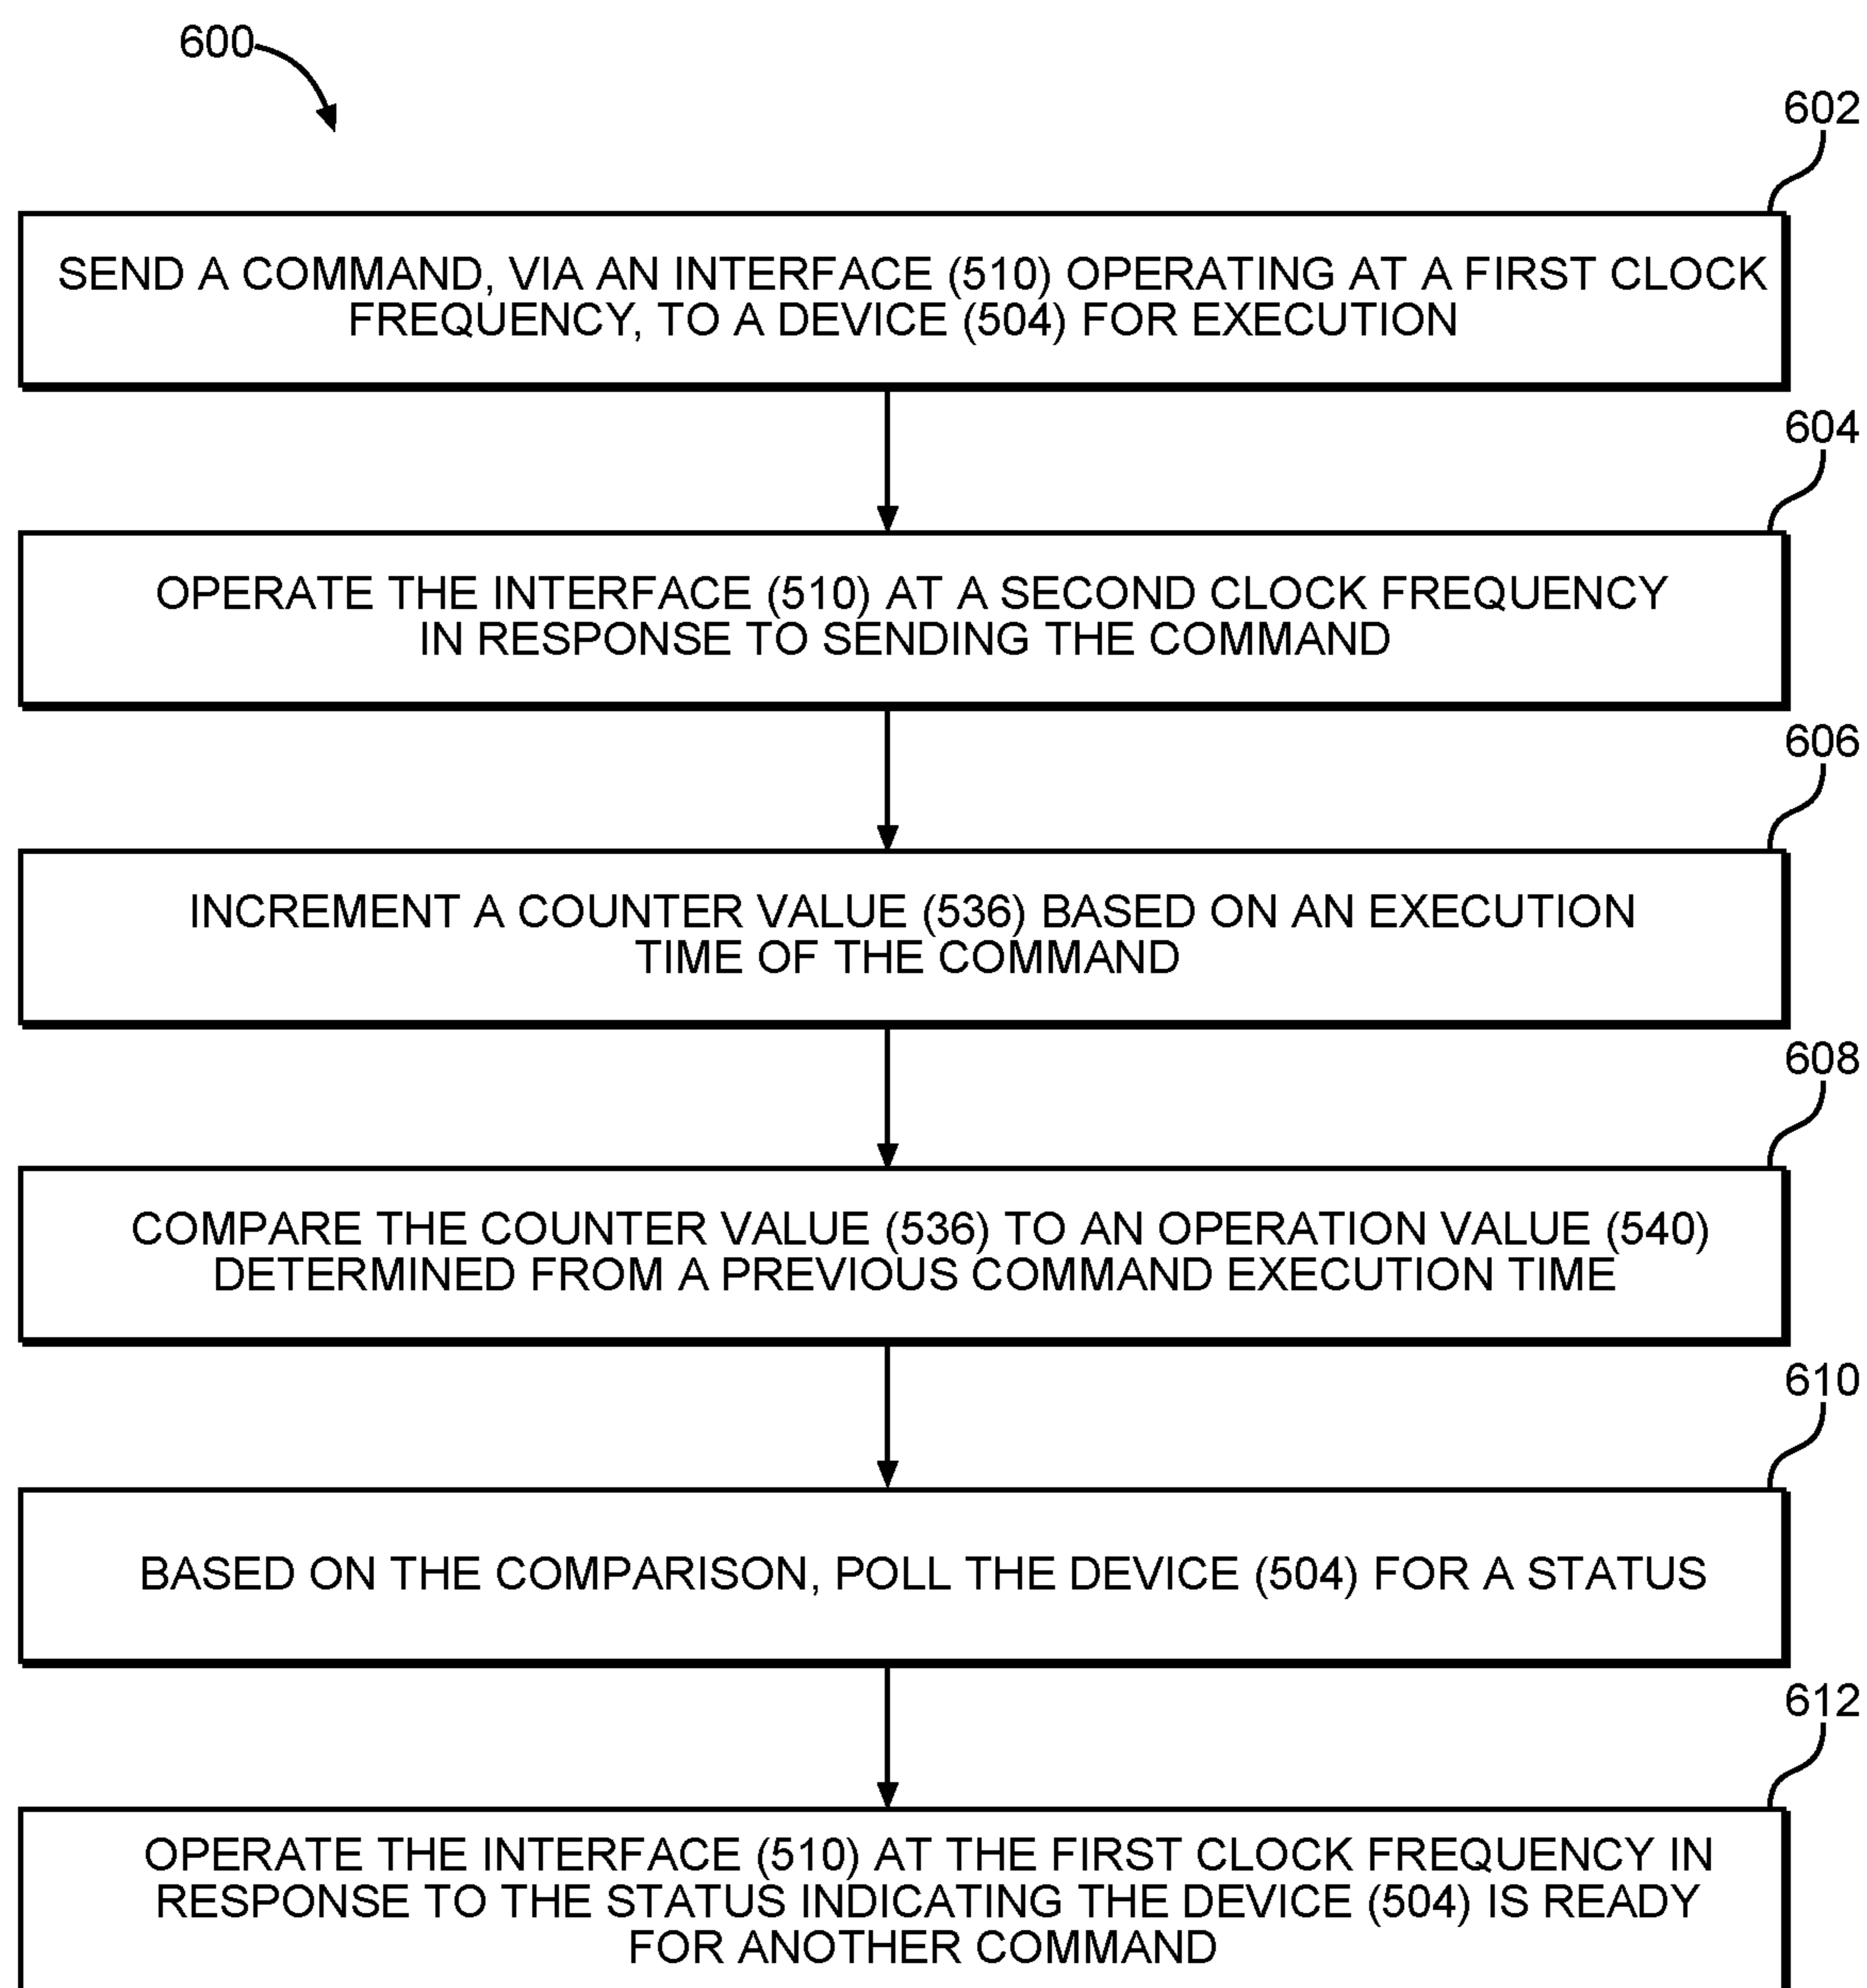 600
602
SEND A COMMAND, VIA AN INTERFACE (510) OPERATING AT A FIRST CLOCK
FREQUENCY, TO A DEVICE (504) FOR EXECUTION
604
OPERATE THE INTERFACE (510) AT A SECOND CLOCK FREQUENCY
IN RESPONSE TO SENDING THE COMMAND
606
INCREMENT A COUNTER VALUE (536) BASED ON AN EXECUTION
TIME OF THE COMMAND
608
COMPARE THE COUNTER VALUE (536) TO AN OPERATION VALUE (540)
DETERMINED FROM A PREVIOUS COMMAND EXECUTION TIME
610
BASED ON THE COMPARISON, POLL THE DEVICE (504) FOR A STATUS
612
OPERATE THE INTERFACE (510) AT THE FIRST CLOCK FREQUENCY IN
RESPONSE TO THE STATUS INDICATING THE DEVICE (504) IS READY
FOR ANOTHER COMMAND